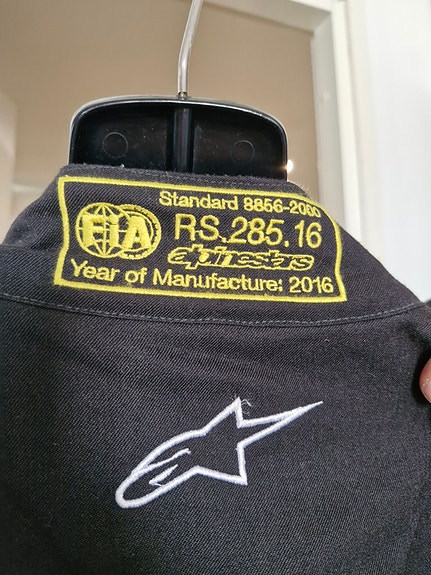 Standard 8856-2000
FIA RS.285.16
alpinestars
Year of Manufacture: 2016